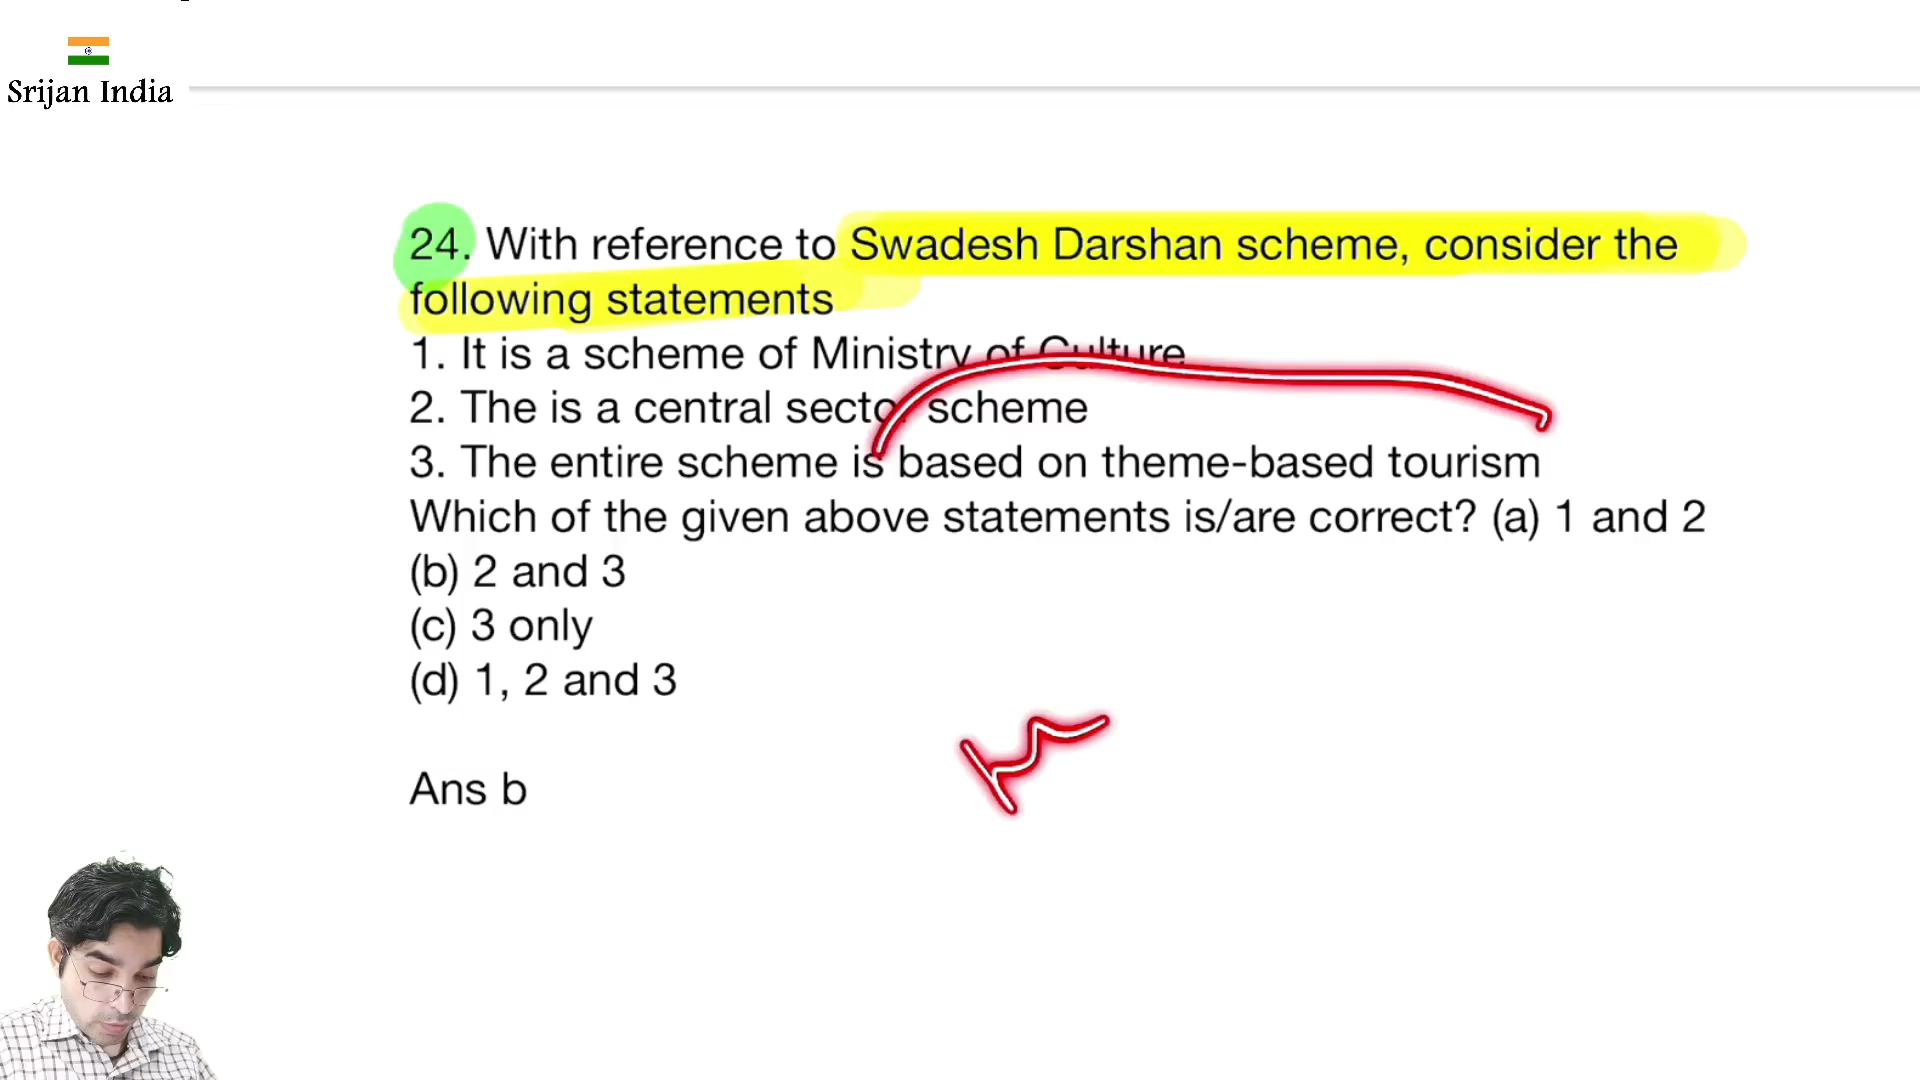 Srijan India
24. With reference to Swadesh Darshan scheme, consider the
following statements
1. It is a scheme of Ministry of Culture
2. The is a central sector scheme
3. The entire scheme is based on theme-based tourism
Which of the given above statements is/are correct? (a) 1 and 2
(b) 2 and 3
(c) 3 only
(d) 1, 2 and 3
Ans b